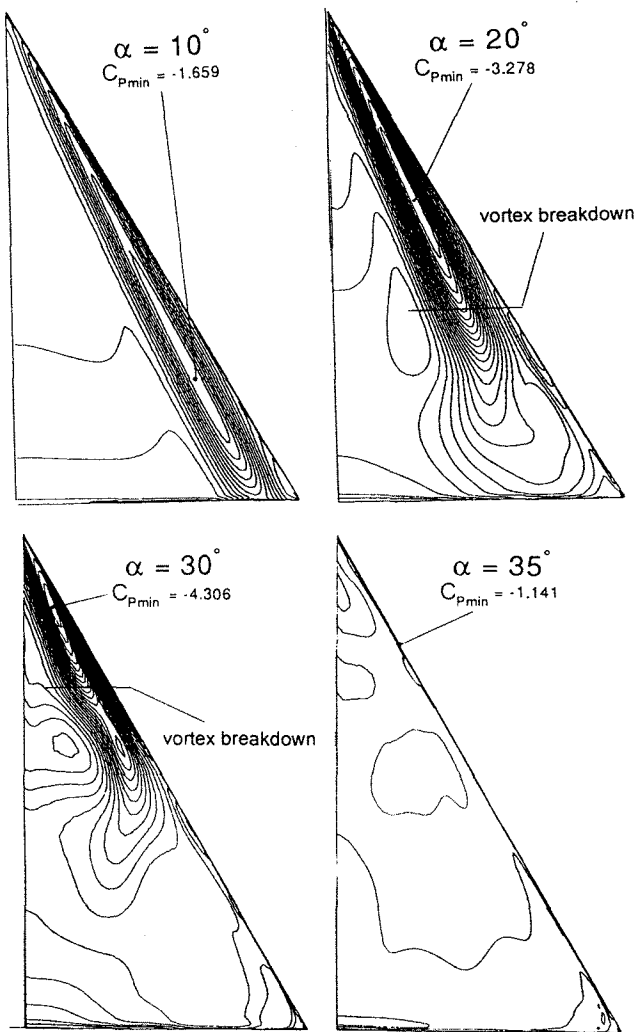 α = 10°
C_Pmin = -1.659
α = 20°
C_Pmin = -3.278
vortex breakdown
α = 30°
C_Pmin = -4.306
vortex breakdown
α = 35°
C_Pmin = -1.141